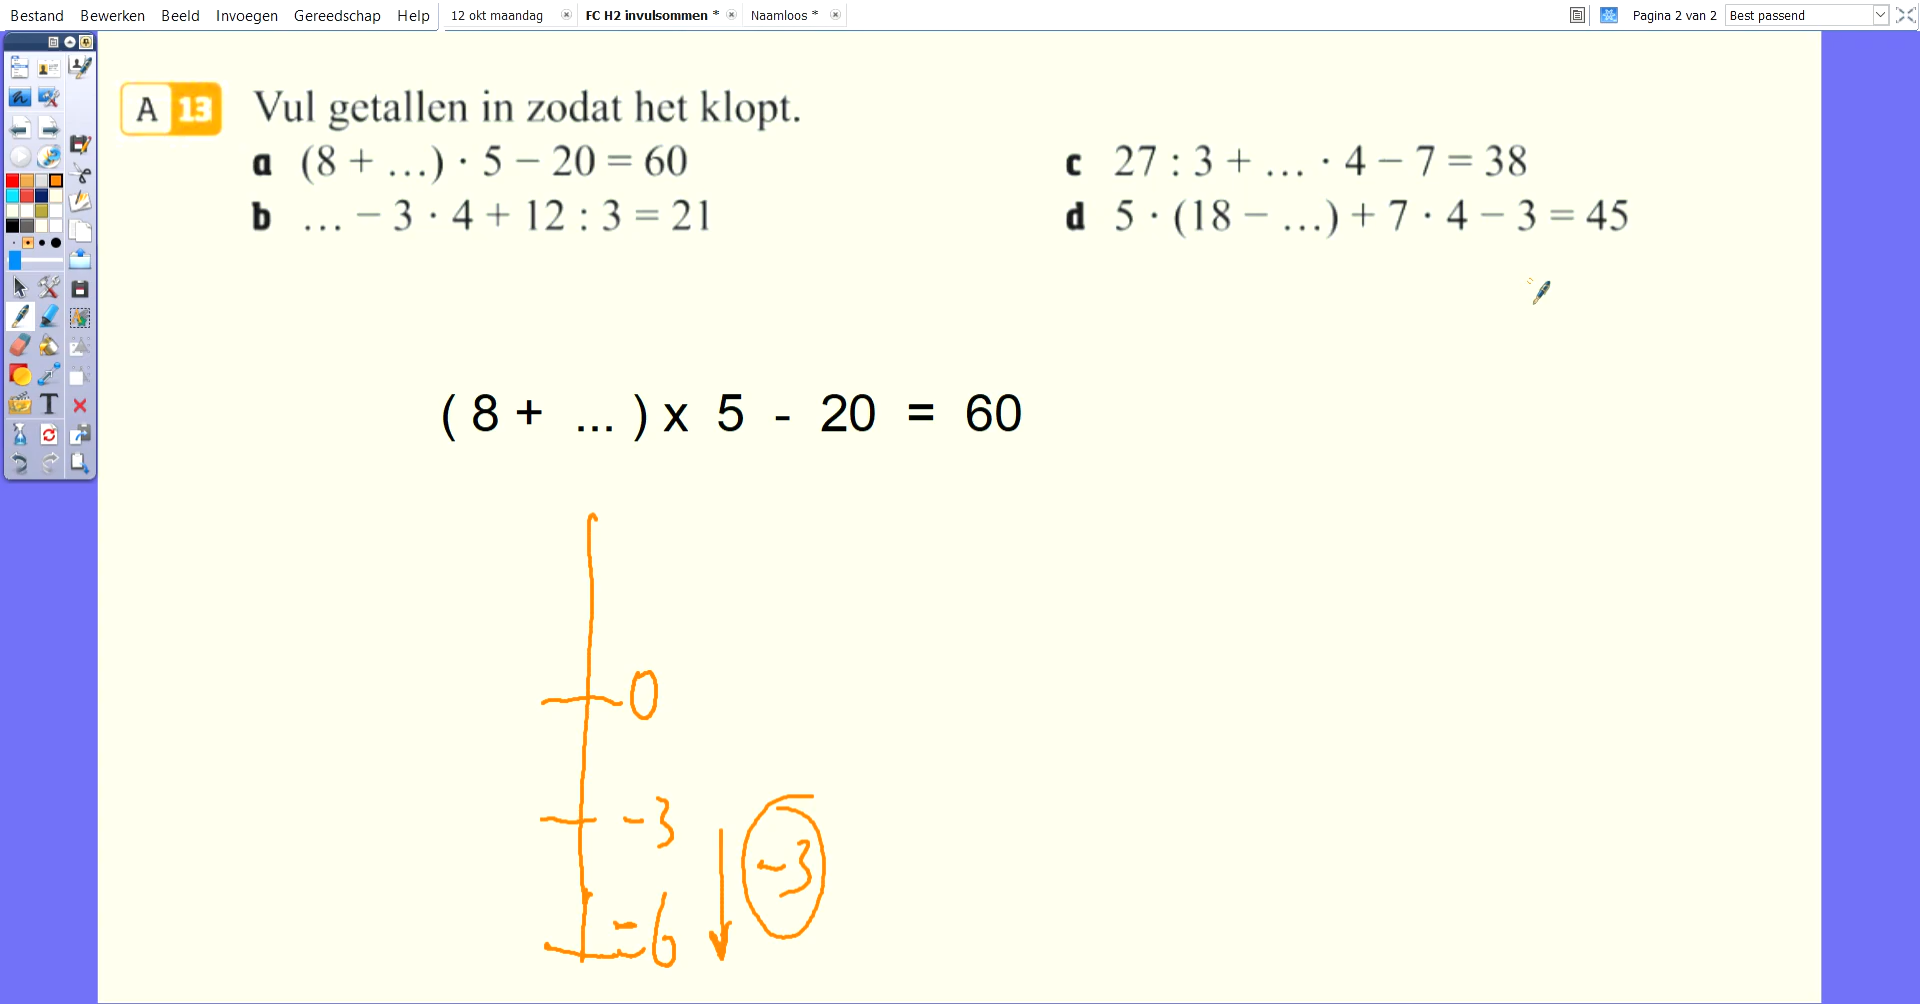 Bestand Bewerken Beeld Invoegen Gereedschap Help 12 okt maandag FC H2 invulsommen * Naamloos * Pagina 2 van 2 Best passend
A 13 Vul getallen in zodat het klopt.
a (8 + ...) · 5 − 20 = 60
b ... − 3 · 4 + 12 : 3 = 21
c 27 : 3 + ... · 4 − 7 = 38
d 5 · (18 − ...) + 7 · 4 − 3 = 45
( 8 + ... ) x 5 - 20 = 60
0
-3
-3
-6